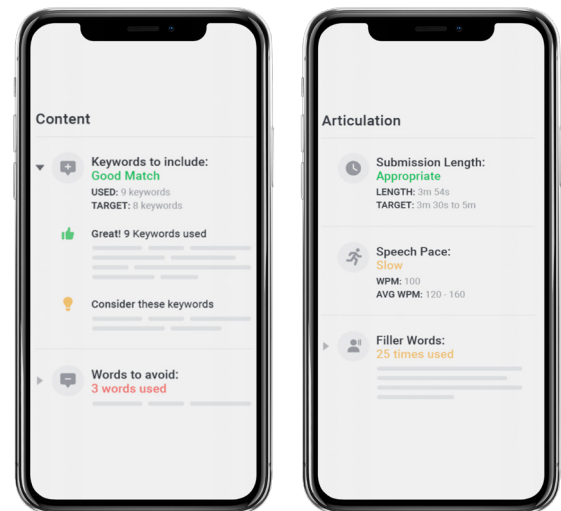 Content
Keywords to include:
Good Match
USED: 9 keywords
TARGET: 8 keywords
Great! 9 Keywords used
Consider these keywords
Words to avoid:
3 words used
Articulation
Submission Length:
Appropriate
LENGTH: 3m 54s
TARGET: 3m 30s to 5m
Speech Pace:
Slow
WPM: 100
AVG WPM: 120 - 160
Filler Words:
25 times used